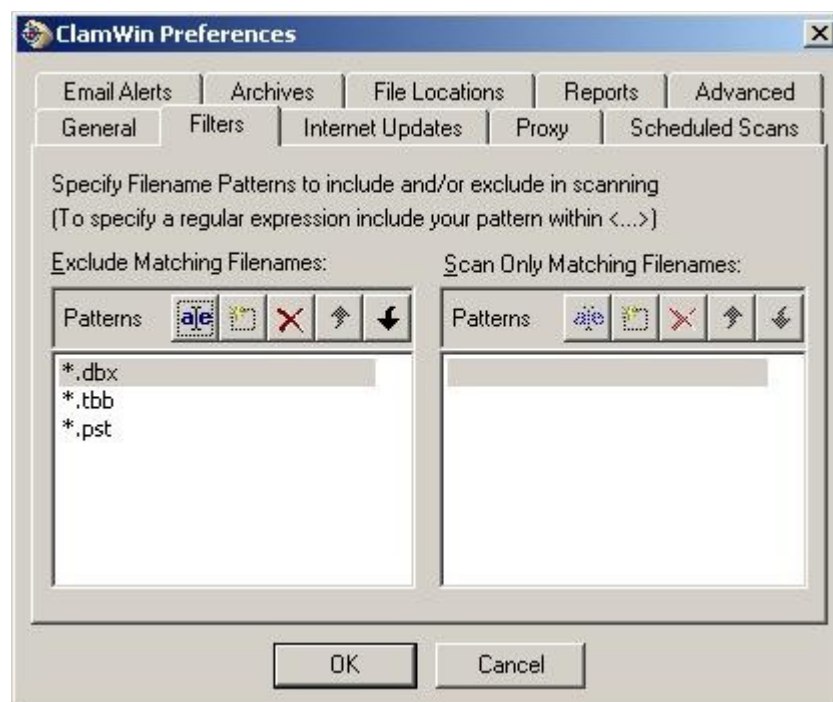 ClamWin Preferences
Email Alerts Archives File Locations Reports Advanced
General Filters Internet Updates Proxy Scheduled Scans
Specify Filename Patterns to include and/or exclude in scanning
(To specify a regular expression include your pattern within <...>)
Exclude Matching Filenames: Scan Only Matching Filenames:
Patterns a|e Patterns a|e
*.dbx
*.tbb
*.pst
OK Cancel